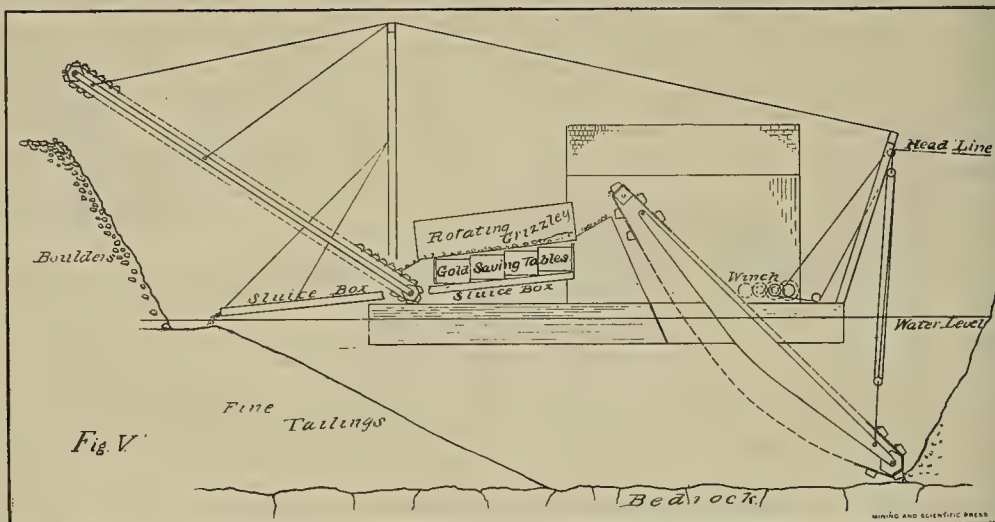 Head Line
Rotating Grizzley
Boulders
Gold Saving Tables
Winch
Sluice Box
Sluice Box
Water Level
Fine
Tailings
Fig. V.
Bedrock
MINING AND SCIENTIFIC PRESS